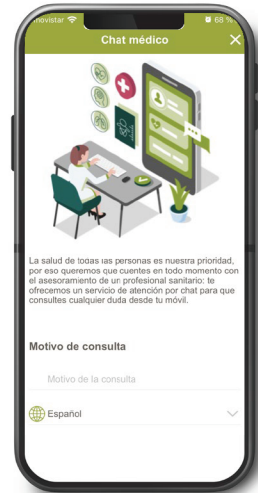 movistar 68 %
Chat médico
La salud de todas las personas es nuestra prioridad,
por eso queremos que cuentes en todo momento con
el asesoramiento de un profesional sanitario: te
ofrecemos un servicio de atención por chat para que
consultes cualquier duda desde tu móvil.
Motivo de consulta
Motivo de la consulta
Español